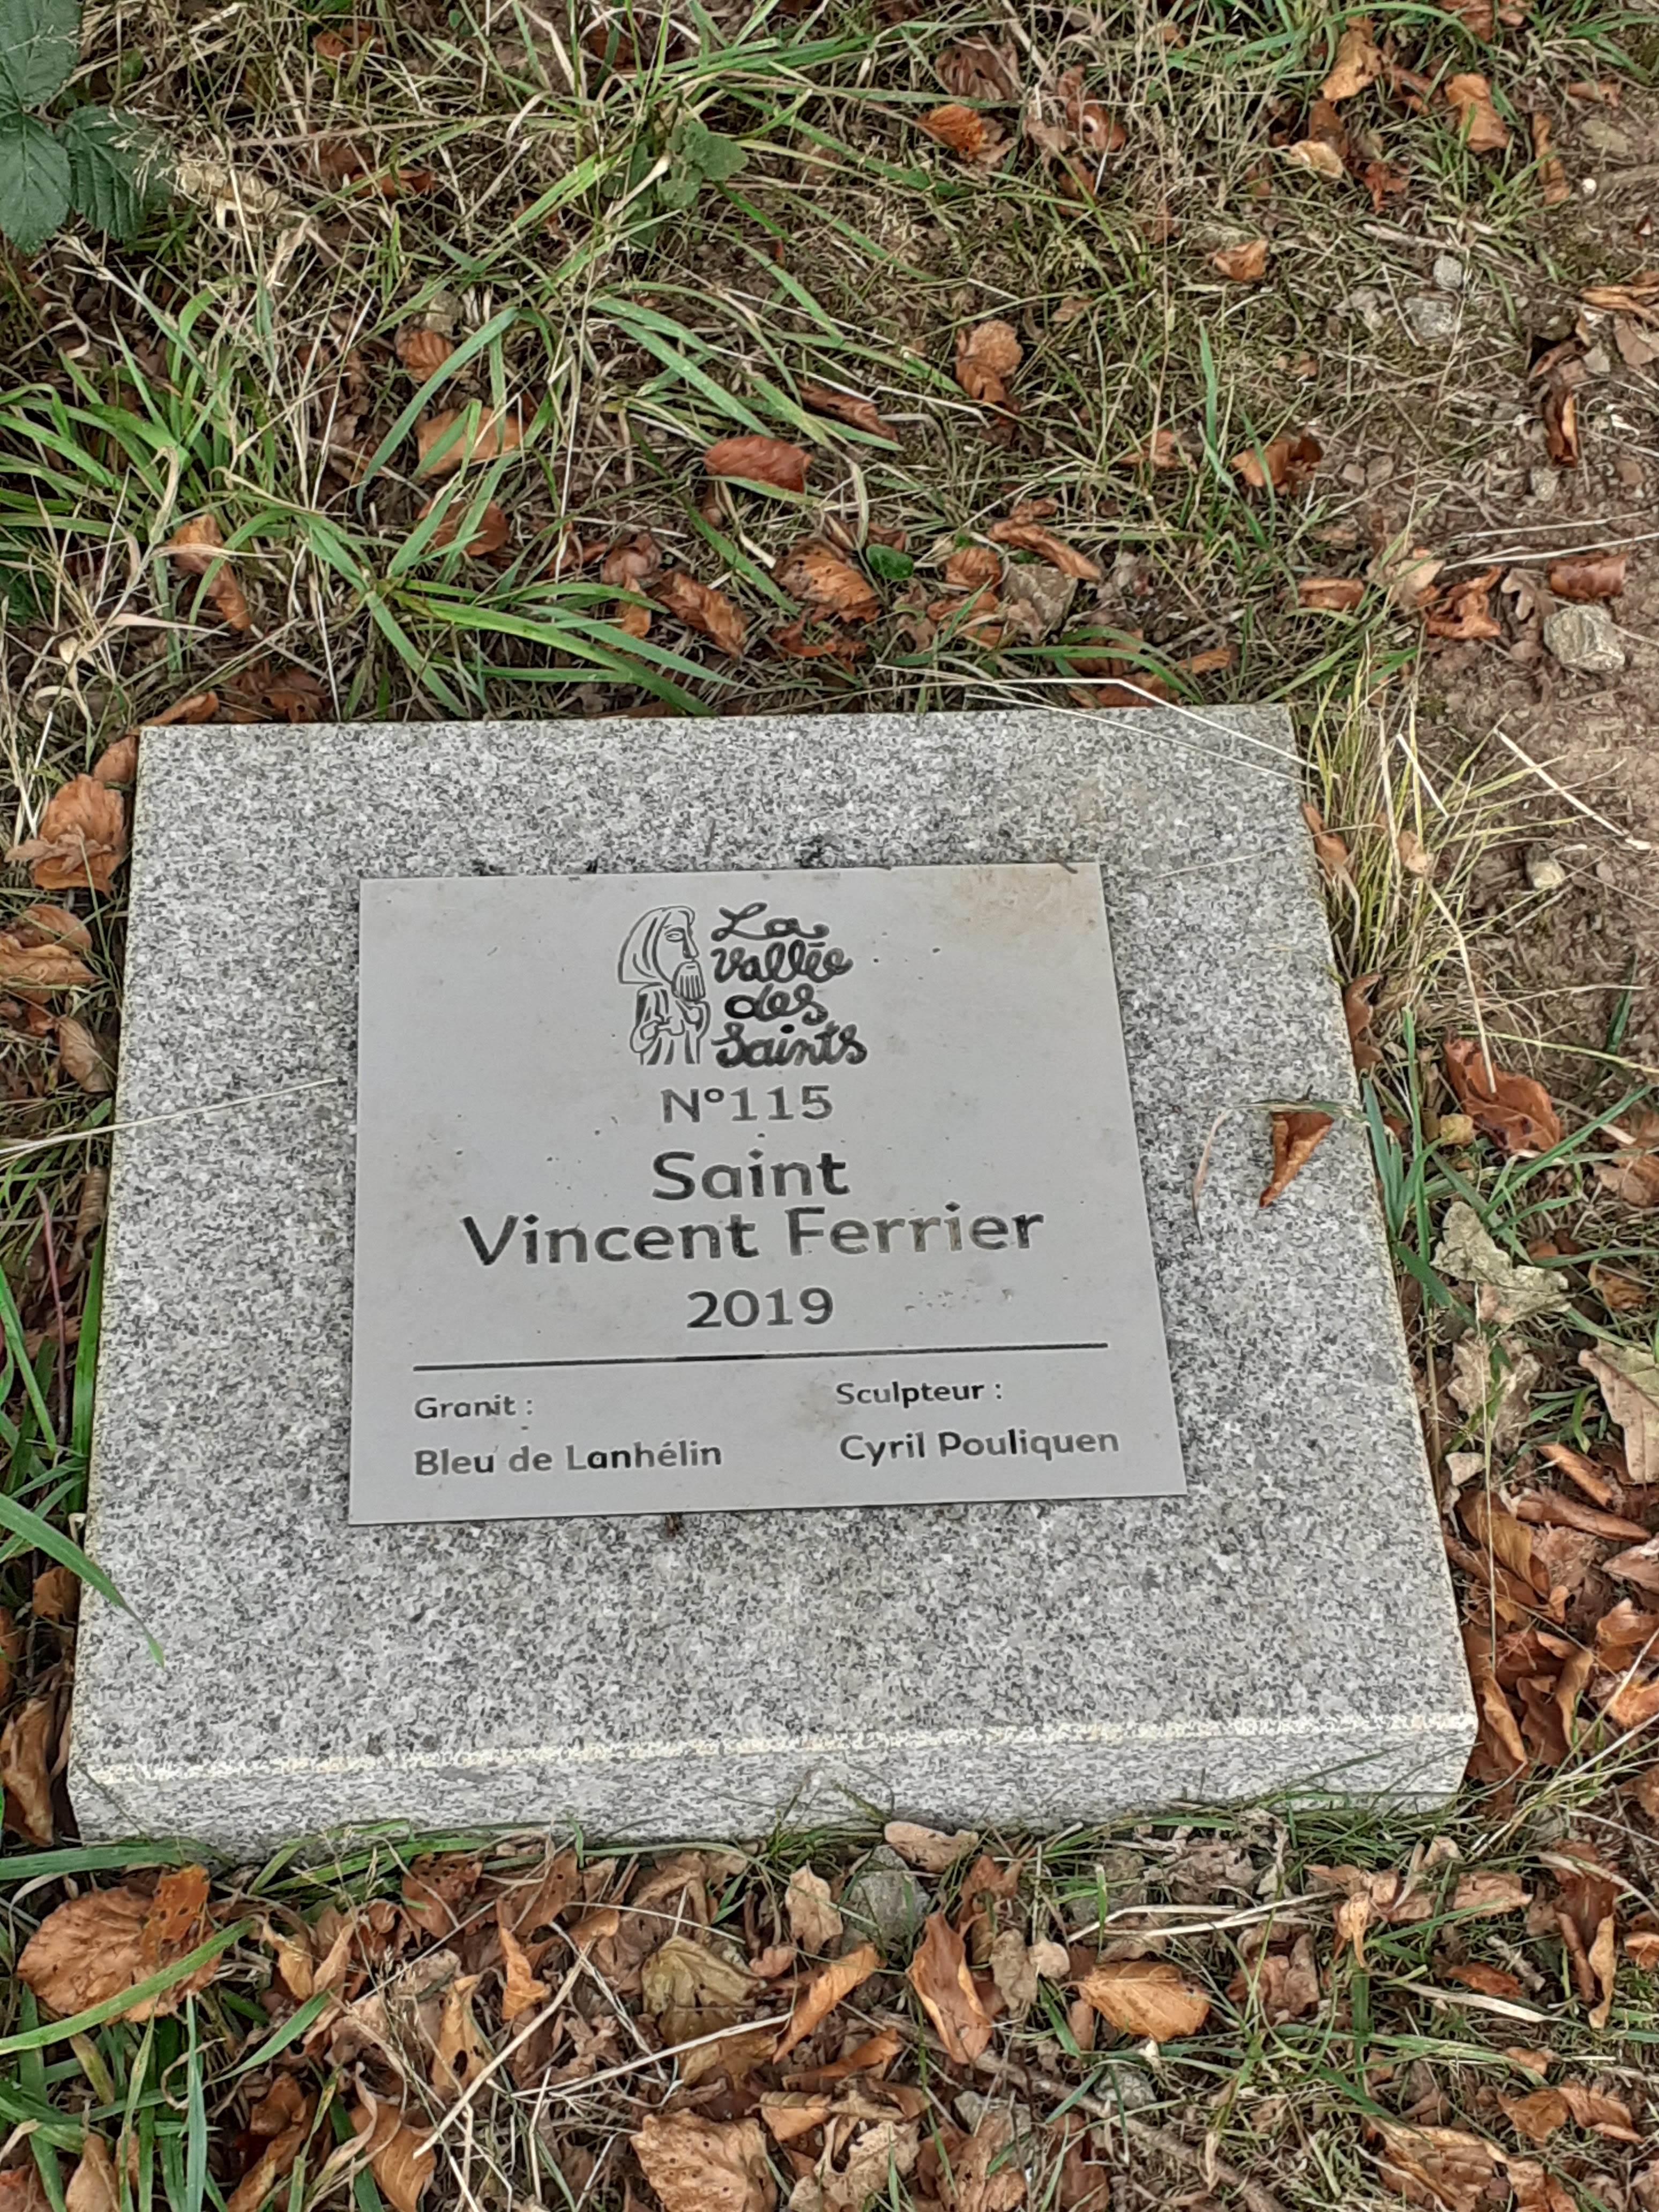 La
Vallée
des
Saints
N°115
Saint
Vincent Ferrier
2019
Granit :
Bleu de Lanhélin
Sculpteur :
Cyril Pouliquen